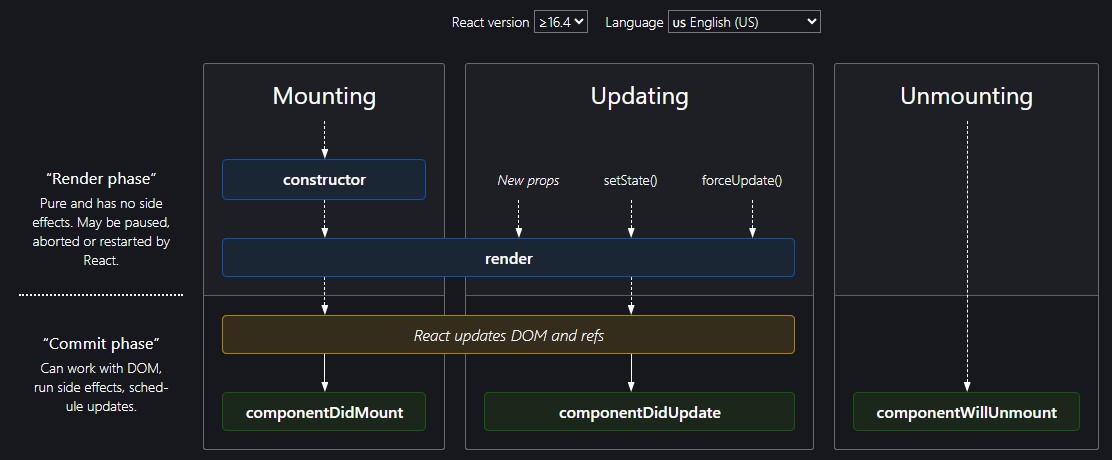 React version ≥16.4 Language us English (US)
Mounting
Updating
Unmounting
“Render phase”
Pure and has no side
effects. May be paused,
aborted or restarted by
React.
constructor
New props
setState()
forceUpdate()
render
“Commit phase”
Can work with DOM,
run side effects, sched-
ule updates.
React updates DOM and refs
componentDidMount
componentDidUpdate
componentWillUnmount